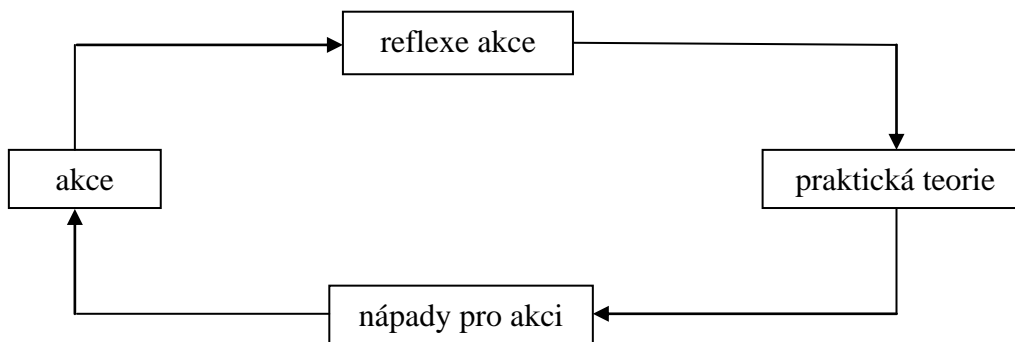 reflexe akce
akce
praktická teorie
nápady pro akci